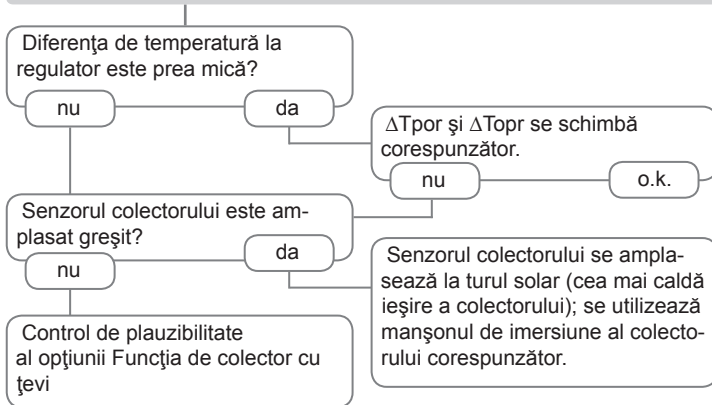 Diferenţa de temperatură la
regulator este prea mică?
nu
da
∆Tpor şi ∆Topr se schimbă
corespunzător.
nu
o.k.
Senzorul colectorului este am-
plasat greşit?
nu
da
Senzorul colectorului se ampla-
sează la turul solar (cea mai caldă
ieşire a colectorului); se utilizează
manşonul de imersiune al colecto-
rului corespunzător.
Control de plauzibilitate
al opţiunii Funcţia de colector cu
ţevi